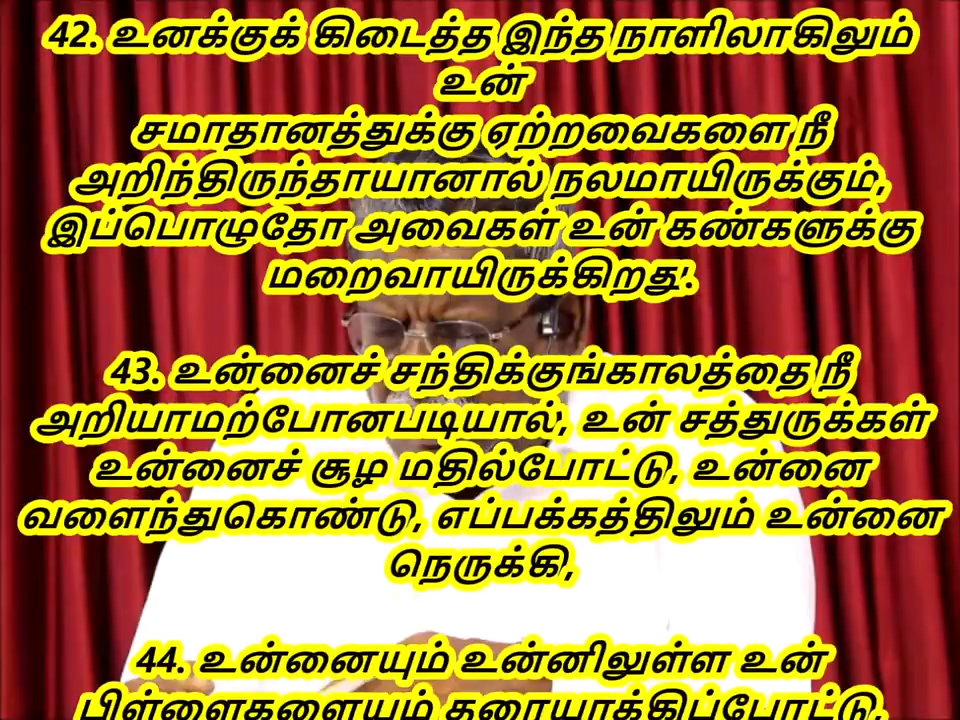 42. உனக்குக் கிடைத்த இந்த நாளிலாகிலும்
உன்
சமாதானத்துக்கு ஏற்றவைகளை நீ
அறிந்திருந்தாயானால் நலமாயிருக்கும்,
இப்பொழுதோ அவைகள் உன் கண்களுக்கு
மறைவாயிருக்கிறது'.
43. உன்னைச் சந்திக்குங்காலத்தை நீ
அறியாமற்போனபடியால், உன் சத்துருக்கள்
உன்னைச் சூழ மதில்போட்டு, உன்னை
வளைந்துகொண்டு, எப்பக்கத்திலும் உன்னை
நெருக்கி,
44. உன்னையும் உன்னிலுள்ள உன்
பிள்ளைகளையும் தரையாக்கிப்போட்டு,